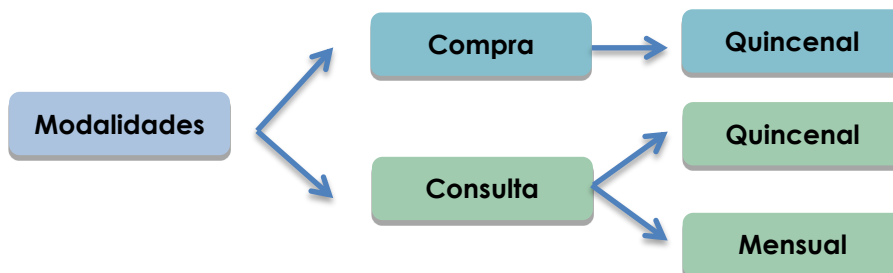 Modalidades
Compra
Quincenal
Consulta
Quincenal
Mensual